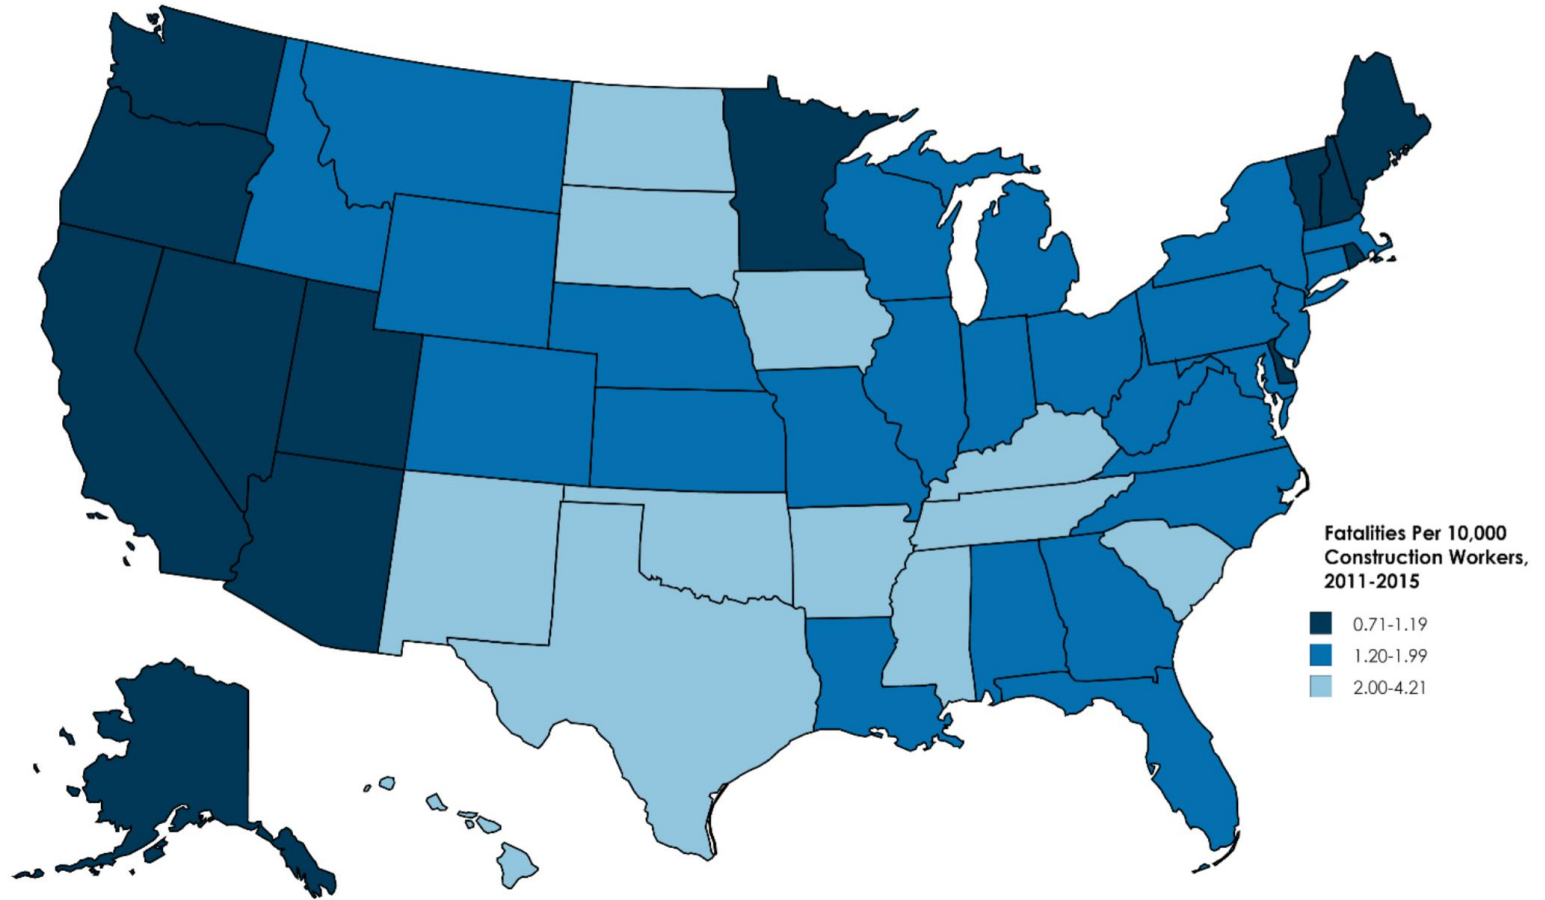 Fatalities Per 10,000
Construction Workers,
2011-2015
0.71-1.19
1.20-1.99
2.00-4.21